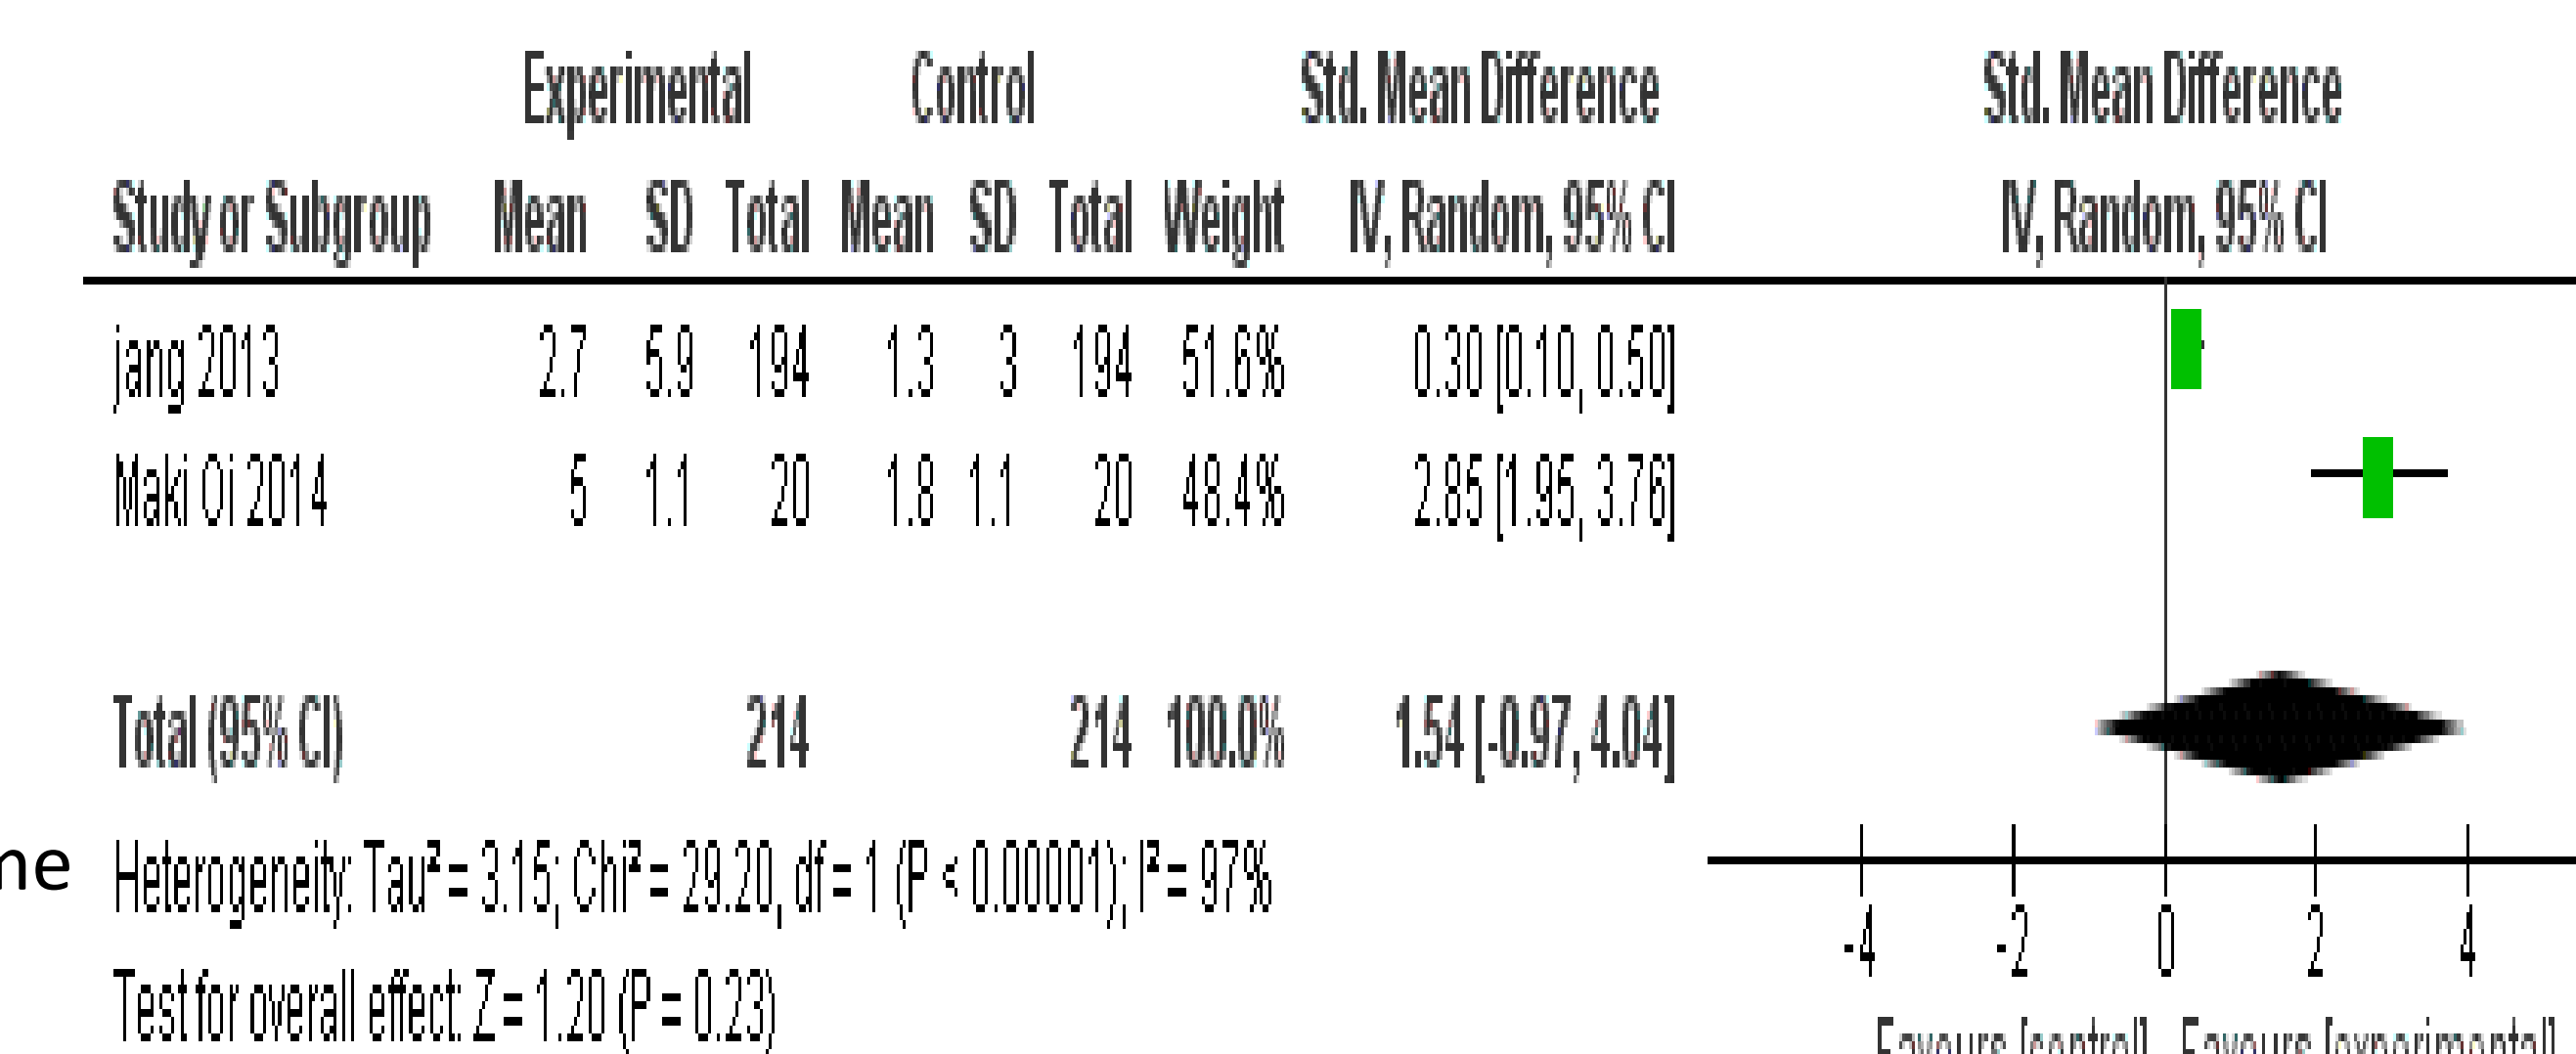 Experimental Control Std. Mean Difference Std. Mean Difference
Study or Subgroup Mean SD Total Mean SD Total Weight IV, Random, 95% CI IV, Random, 95% CI
jang 2013 2.7 5.9 194 1.3 3 194 51.6% 0.30 [0.10, 0.50]
Maki Oi 2014 5 1.1 20 1.8 1.1 20 48.4% 2.85 [1.95, 3.76]
Total (95% CI) 214 214 100.0% 1.54 [-0.97, 4.04]
me Heterogeneity: Tau² = 3.15; Chi² = 29.20, df = 1 (P < 0.00001); I² = 97%
-4 -2 0 2 4
Test for overall effect: Z = 1.20 (P = 0.23)
Favours [control] Favours [experimental]